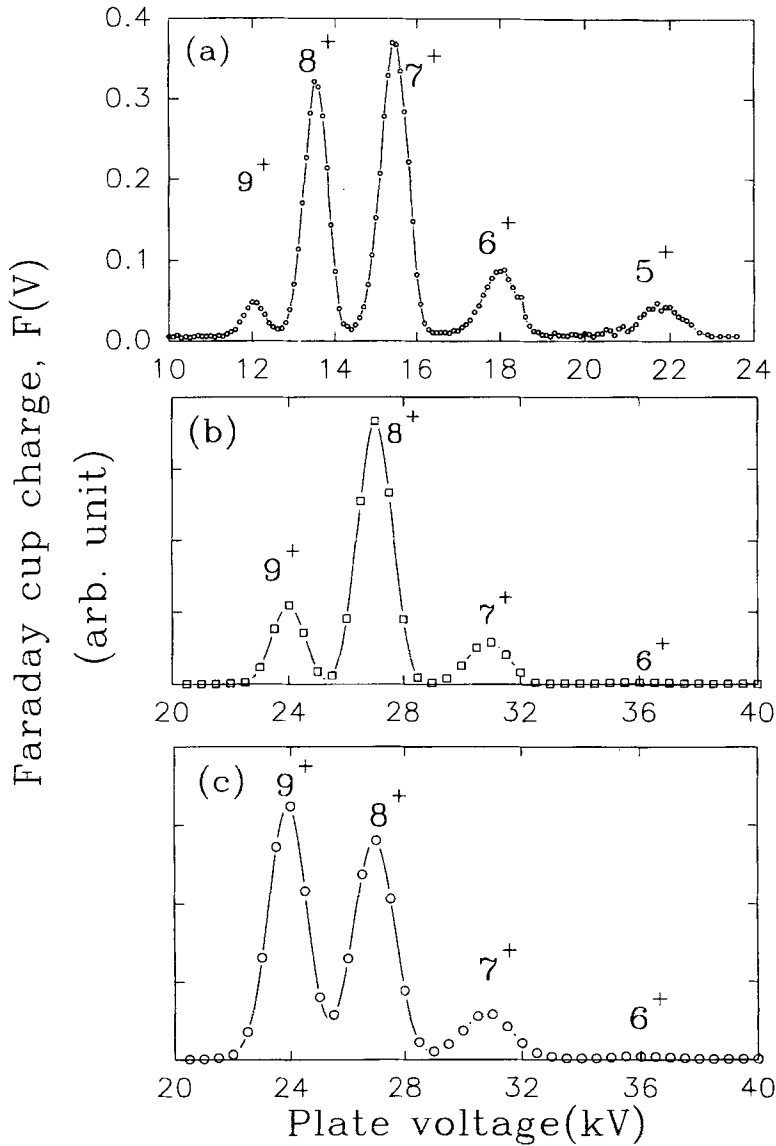 Faraday cup charge, F(V)
(arb. unit)
(a)
0.4
0.3
0.2
0.1
0.0
9+
8+
7+
6+
5+
10 12 14 16 18 20 22 24
(b)
9+
8+
7+
6+
20 24 28 32 36 40
(c)
9+
8+
7+
6+
20 24 28 32 36 40
Plate voltage(kV)